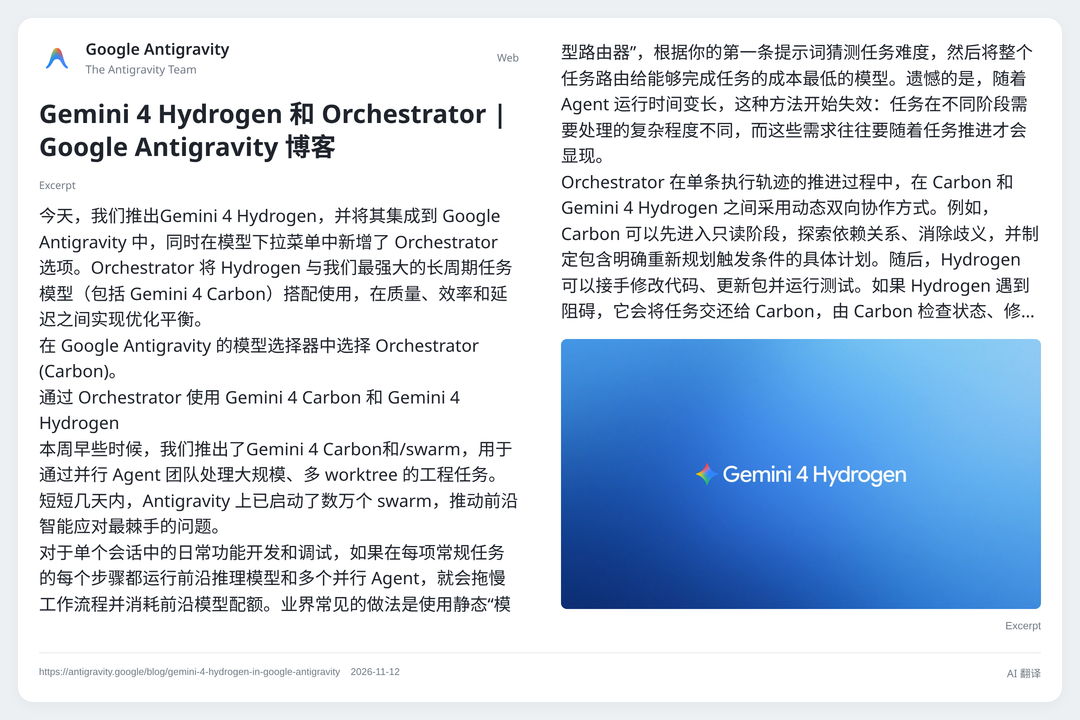 Google Antigravity
The Antigravity Team
Web
Gemini 4 Hydrogen 和 Orchestrator |
Google Antigravity 博客
Excerpt
今天，我们推出Gemini 4 Hydrogen，并将其集成到 Google
Antigravity 中，同时在模型下拉菜单中新增了 Orchestrator
选项。Orchestrator 将 Hydrogen 与我们最强大的长周期任务
模型（包括 Gemini 4 Carbon）搭配使用，在质量、效率和延
迟之间实现优化平衡。
在 Google Antigravity 的模型选择器中选择 Orchestrator
(Carbon)。
通过 Orchestrator 使用 Gemini 4 Carbon 和 Gemini 4
Hydrogen
本周早些时候，我们推出了Gemini 4 Carbon和/swarm，用于
通过并行 Agent 团队处理大规模、多 worktree 的工程任务。
短短几天内，Antigravity 上已启动了数万个 swarm，推动前沿
智能应对最棘手的问题。
对于单个会话中的日常功能开发和调试，如果在每项常规任务
的每个步骤都运行前沿推理模型和多个并行 Agent，就会拖慢
工作流程并消耗前沿模型配额。业界常见的做法是使用静态“模
型路由器”，根据你的第一条提示词猜测任务难度，然后将整个
任务路由给能够完成任务的成本最低的模型。遗憾的是，随着
Agent 运行时间变长，这种方法开始失效：任务在不同阶段需
要处理的复杂程度不同，而这些需求往往要随着任务推进才会
显现。
Orchestrator 在单条执行轨迹的推进过程中，在 Carbon 和
Gemini 4 Hydrogen 之间采用动态双向协作方式。例如，
Carbon 可以先进入只读阶段，探索依赖关系、消除歧义，并制
定包含明确重新规划触发条件的具体计划。随后，Hydrogen
可以接手修改代码、更新包并运行测试。如果 Hydrogen 遇到
阻碍，它会将任务交还给 Carbon，由 Carbon 检查状态、修…
Gemini 4 Hydrogen
Excerpt
https://antigravity.google/blog/gemini-4-hydrogen-in-google-antigravity 2026-11-12
AI 翻译